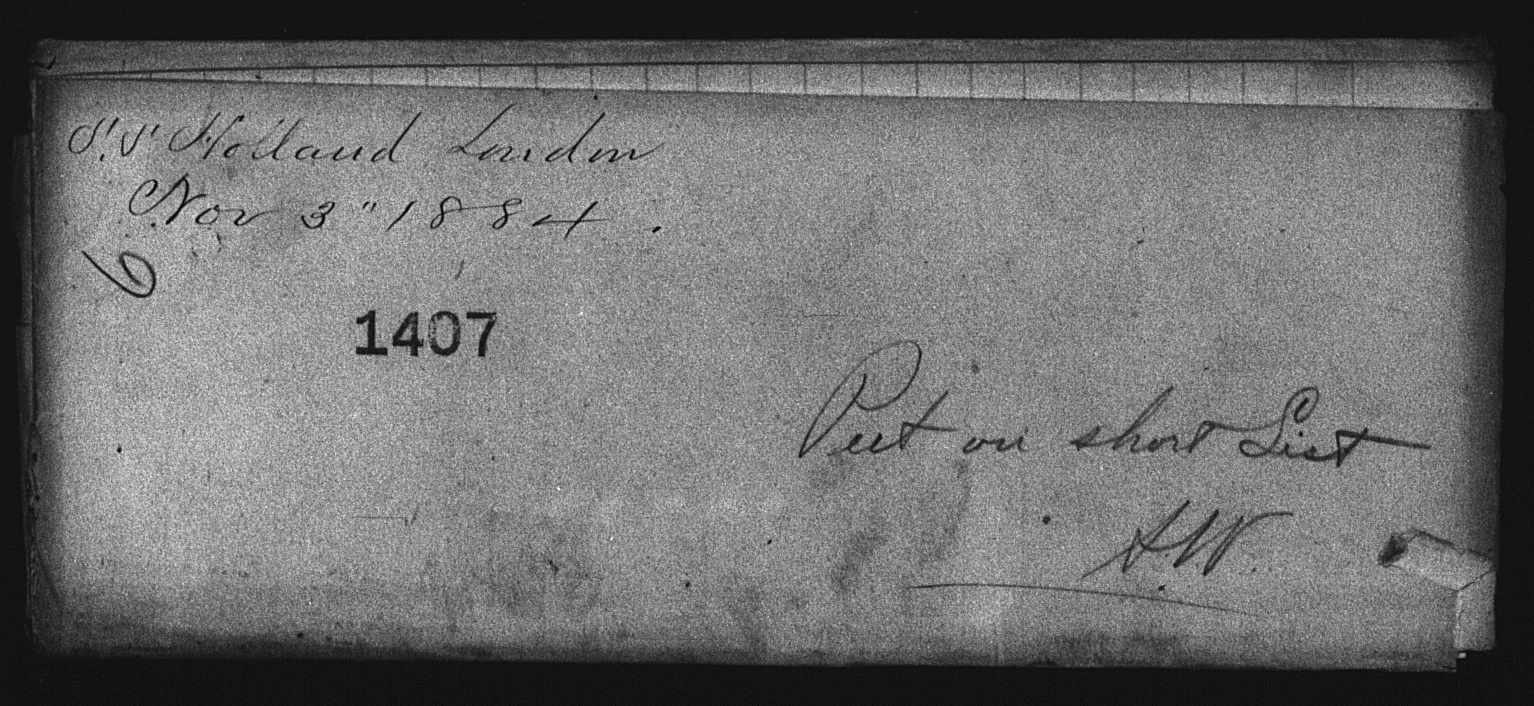 S.S Holland London
Nov 3" 1884.
6
1407
Put on short List
S.W.